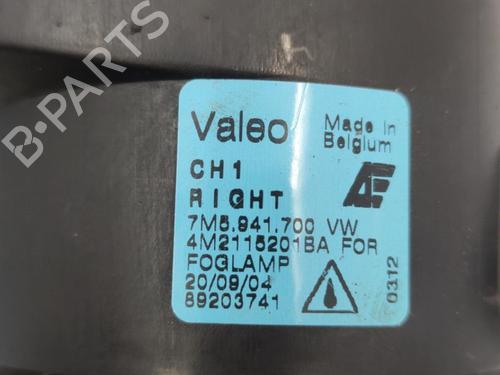 Valeo
Made in
Belgium
CH1
RIGHT
7M5.941.700 VW
4M2115201BA FOR
FOGLAMP
20/09/04
89203741
0312
B-PARTS